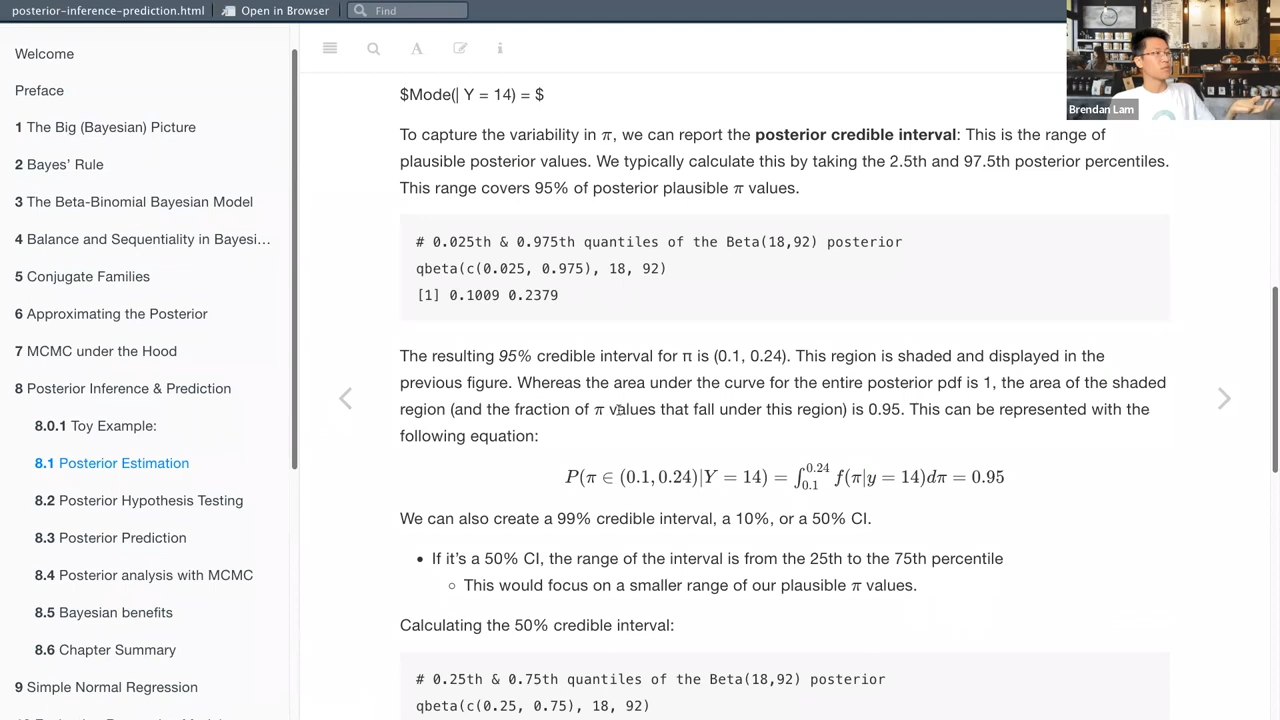 posterior-inference-prediction.html
Open in Browser
Find
Welcome
Preface
1 The Big (Bayesian) Picture
2 Bayes' Rule
3 The Beta-Binomial Bayesian Model
4 Balance and Sequentiality in Bayesi…
5 Conjugate Families
6 Approximating the Posterior
7 MCMC under the Hood
8 Posterior Inference & Prediction
8.0.1 Toy Example:
8.1 Posterior Estimation
8.2 Posterior Hypothesis Testing
8.3 Posterior Prediction
8.4 Posterior analysis with MCMC
8.5 Bayesian benefits
8.6 Chapter Summary
9 Simple Normal Regression
$Mode(| Y = 14) = $
To capture the variability in π, we can report the posterior credible interval: This is the range of
plausible posterior values. We typically calculate this by taking the 2.5th and 97.5th posterior percentiles.
This range covers 95% of posterior plausible π values.
# 0.025th & 0.975th quantiles of the Beta(18,92) posterior
qbeta(c(0.025, 0.975), 18, 92)
[1] 0.1009 0.2379
The resulting 95% credible interval for π is (0.1, 0.24). This region is shaded and displayed in the
previous figure. Whereas the area under the curve for the entire posterior pdf is 1, the area of the shaded
region (and the fraction of π values that fall under this region) is 0.95. This can be represented with the
following equation:
P(π ∈ (0.1, 0.24)|Y = 14) = ∫_{0.1}^{0.24} f(π|y = 14)dπ = 0.95
We can also create a 99% credible interval, a 10%, or a 50% CI.
• If it's a 50% CI, the range of the interval is from the 25th to the 75th percentile
○ This would focus on a smaller range of our plausible π values.
Calculating the 50% credible interval:
# 0.25th & 0.75th quantiles of the Beta(18,92) posterior
qbeta(c(0.25, 0.75), 18, 92)
Brendan Lam